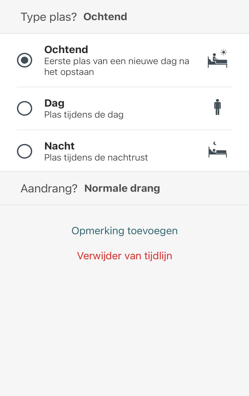 Type plas? Ochtend
Ochtend
Eerste plas van een nieuwe dag na
het opstaan
Dag
Plas tijdens de dag
Nacht
Plas tijdens de nachtrust
Aandrang? Normale drang
Opmerking toevoegen
Verwijder van tijdlijn